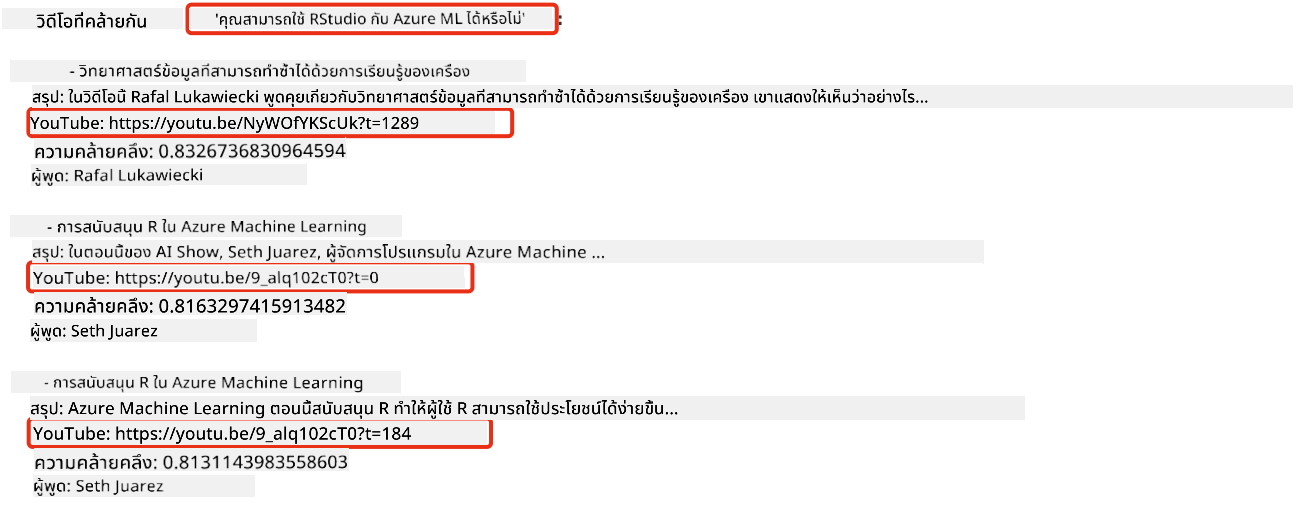 วิดีโอที่คล้ายกัน 'คุณสามารถใช้ RStudio กับ Azure ML ได้หรือไม่' :
- วิทยาศาสตร์ข้อมูลที่สามารถทำซ้ำได้ด้วยการเรียนรู้ของเครื่อง
สรุป: ในวิดีโอนี้ Rafal Lukawiecki พูดคุยเกี่ยวกับวิทยาศาสตร์ข้อมูลที่สามารถทำซ้ำได้ด้วยการเรียนรู้ของเครื่อง เขาแสดงให้เห็นว่าอย่างไร...
YouTube: https://youtu.be/NyWOfYKScUk?t=1289
ความคล้ายคลึง: 0.8326736830964594
ผู้พูด: Rafal Lukawiecki
- การสนับสนุน R ใน Azure Machine Learning
สรุป: ในตอนนี้ของ AI Show, Seth Juarez, ผู้จัดการโปรแกรมใน Azure Machine ...
YouTube: https://youtu.be/9_alq102cT0?t=0
ความคล้ายคลึง: 0.8163297415913482
ผู้พูด: Seth Juarez
- การสนับสนุน R ใน Azure Machine Learning
สรุป: Azure Machine Learning ตอนนี้สนับสนุน R ทำให้ผู้ใช้ R สามารถใช้ประโยชน์ได้ง่ายขึ้น...
YouTube: https://youtu.be/9_alq102cT0?t=184
ความคล้ายคลึง: 0.8131143983558603
ผู้พูด: Seth Juarez